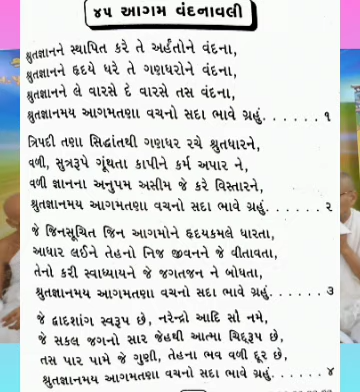 ૪૫ આગમ વંદનાવલી
શ્રુતજ્ઞાનને સ્થાપિત કરે તે અર્હંતોને વંદના,
શ્રુતજ્ઞાનને હૃદયે ધરે તે ગણધરોને વંદના,
શ્રુતજ્ઞાનને લે વારસે દે વારસે તસ વંદના,
શ્રુતજ્ઞાનમય આગમતણા વચનો સદા ભાવે ગ્રહું. . . . . . ૧
ત્રિપદી તણા સિદ્ધાંતથી ગણધર રચે શ્રુતધારને,
વળી, સુત્રરૂપે ગૂંથતા કાપીને કર્મ અપાર ને,
વળી જ્ઞાનના અનુપમ અસીમ જે કરે વિસ્તારને,
શ્રુતજ્ઞાનમય આગમતણા વચનો સદા ભાવે ગ્રહું. . . . . . ૨
જે જિનસૂચિત જિન આગમોને હૃદયકમલે ધારતા,
આધાર લઈને તેહનો નિજ જીવનને જે વીતાવતા,
તેનો કરી સ્વાધ્યાયને જે જગતજન ને બોધતા,
શ્રુતજ્ઞાનમય આગમતણા વચનો સદા ભાવે ગ્રહું. . . . . . ૩
જે દ્વાદશાંગ સ્વરૂપ છે, નરેન્દ્રો આદિ સૌ નમે,
જે સકલ જગનો સાર જેહથી આત્મા ચિદ્રૂપ છે,
તસ પાર પામે જે ગુણી, તેહના ભવ વળી દૂર છે,
શ્રુતજ્ઞાનમય આગમતણા વચનો સદા ભાવે ગ્રહું. . . . . . ૪